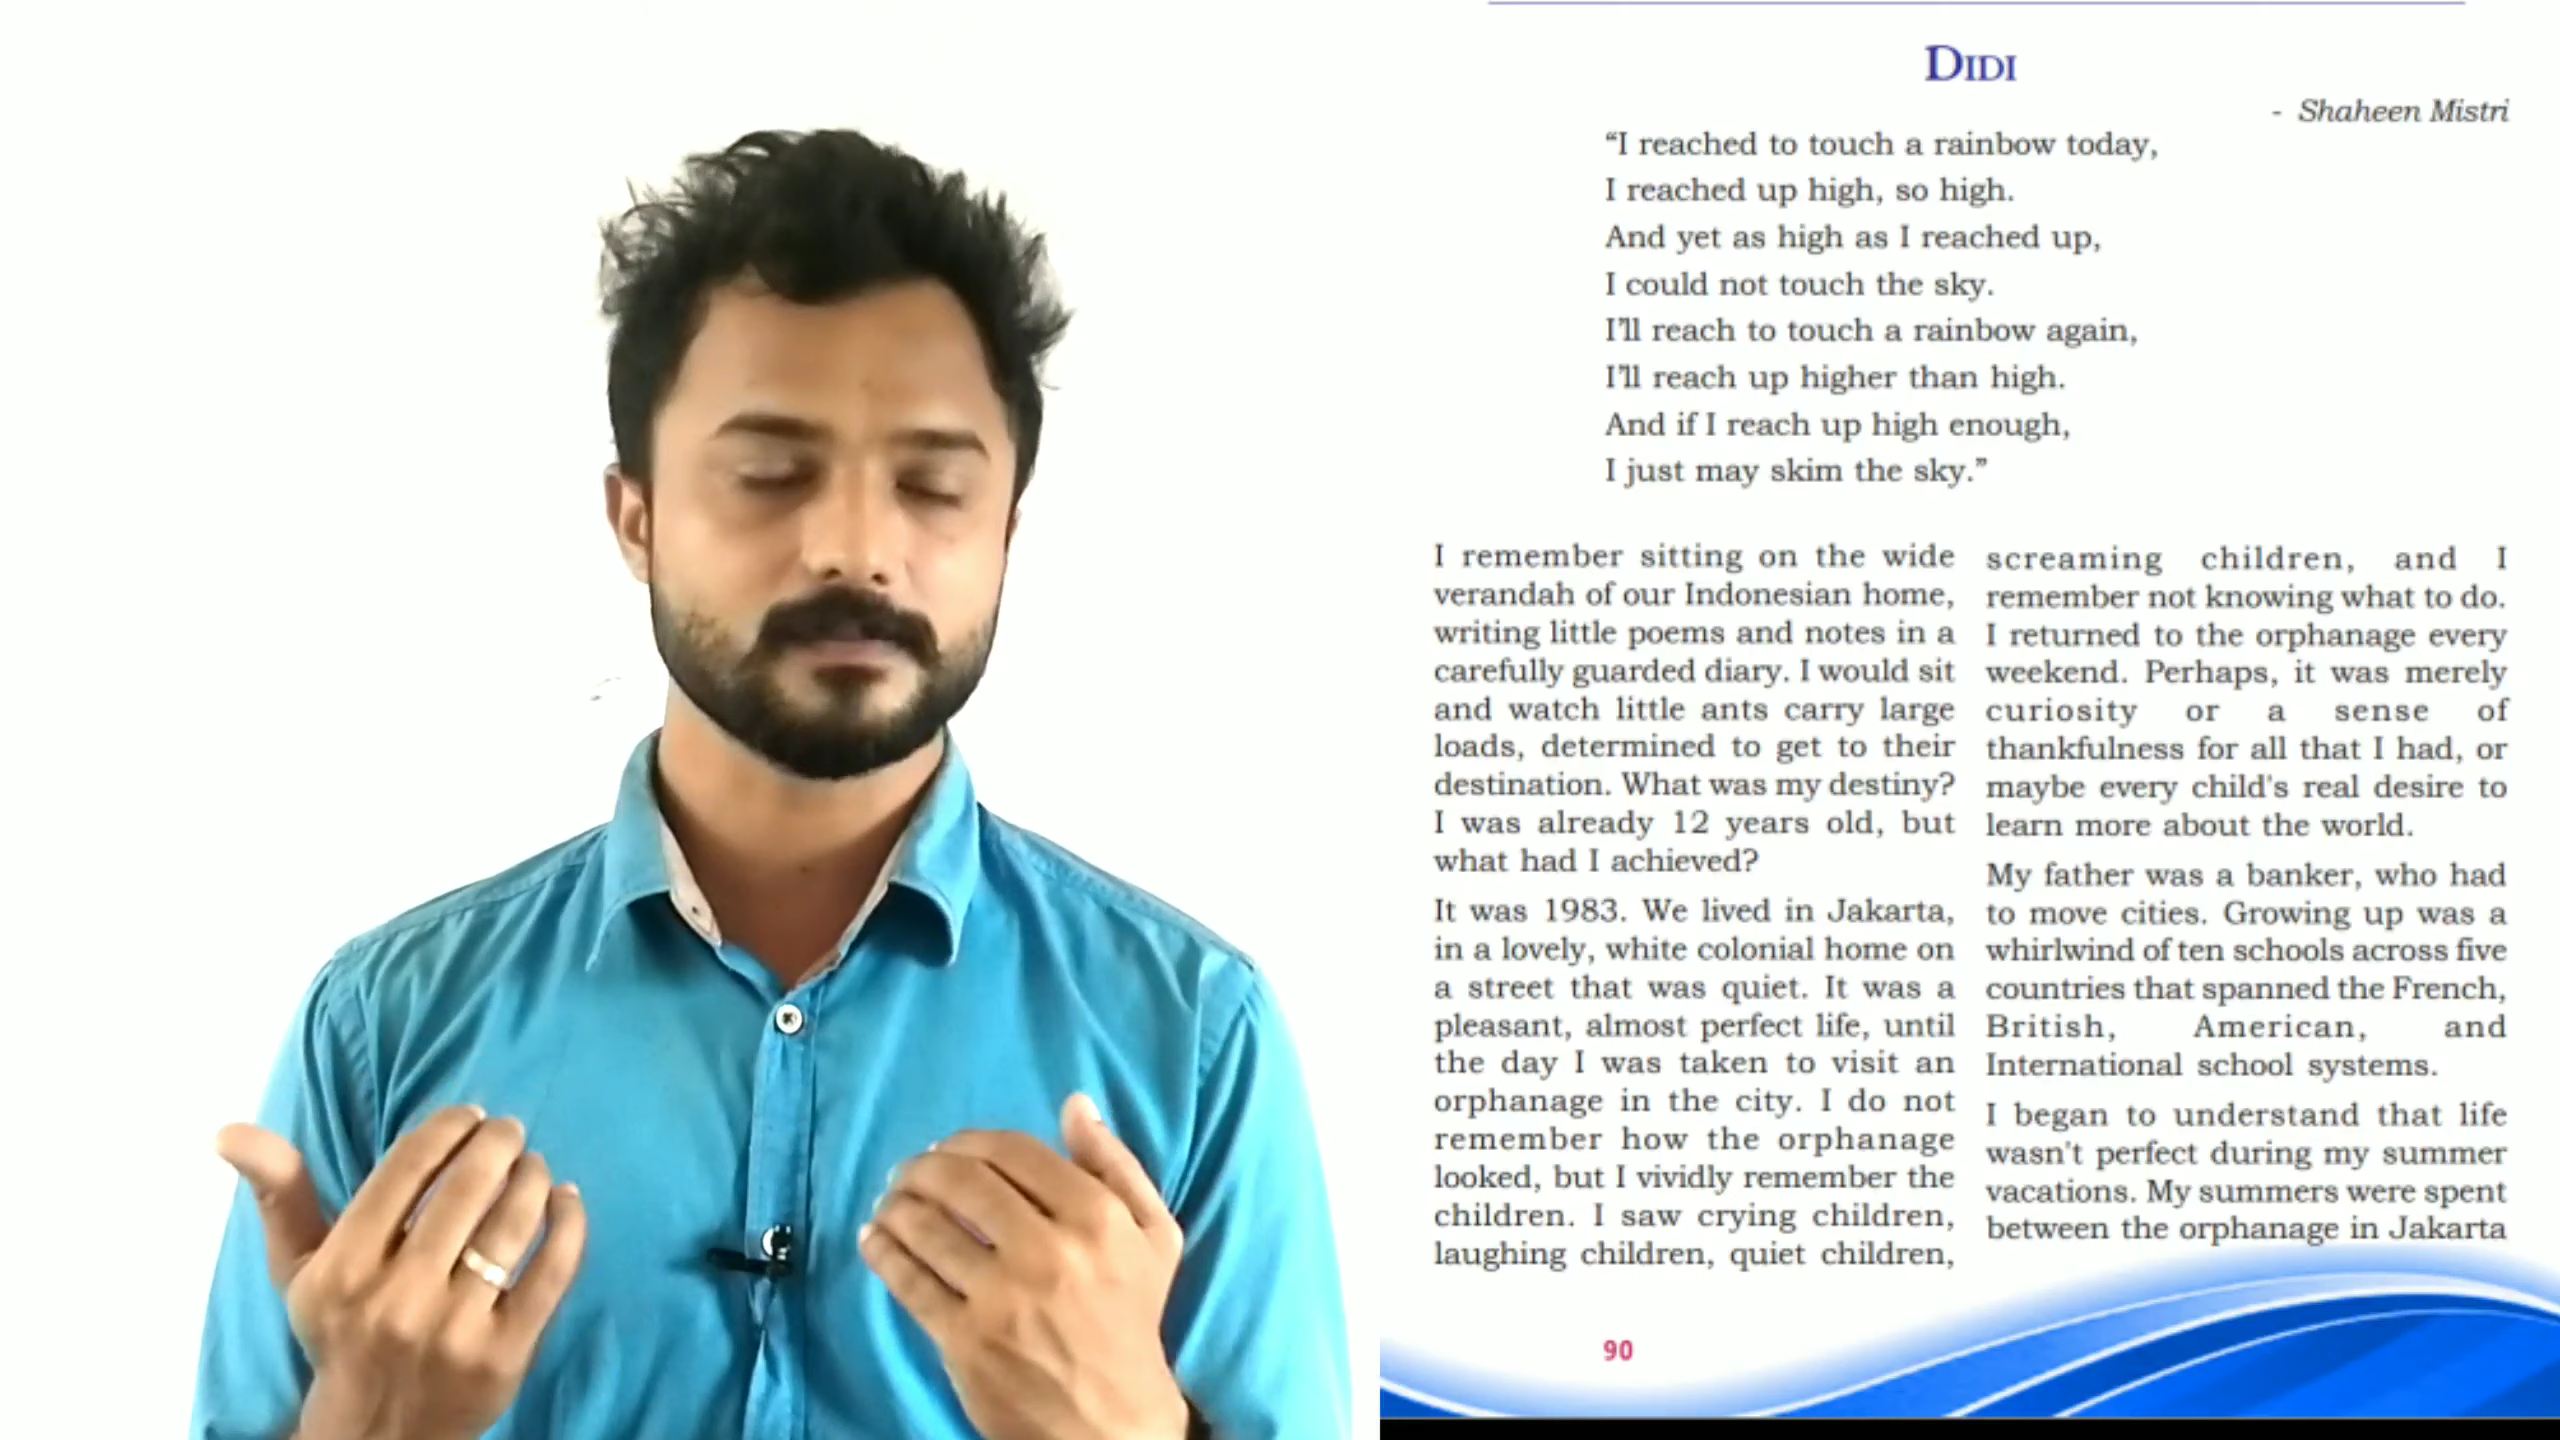 DIDI
- Shaheen Mistri
“I reached to touch a rainbow today,
I reached up high, so high.
And yet as high as I reached up,
I could not touch the sky.
I'll reach to touch a rainbow again,
I'll reach up higher than high.
And if I reach up high enough,
I just may skim the sky.”
I remember sitting on the wide
verandah of our Indonesian home,
writing little poems and notes in a
carefully guarded diary. I would sit
and watch little ants carry large
loads, determined to get to their
destination. What was my destiny?
I was already 12 years old, but
what had I achieved?
It was 1983. We lived in Jakarta,
in a lovely, white colonial home on
a street that was quiet. It was a
pleasant, almost perfect life, until
the day I was taken to visit an
orphanage in the city. I do not
remember how the orphanage
looked, but I vividly remember the
children. I saw crying children,
laughing children, quiet children,
screaming children, and I
remember not knowing what to do.
I returned to the orphanage every
weekend. Perhaps, it was merely
curiosity or a sense of
thankfulness for all that I had, or
maybe every child's real desire to
learn more about the world.
My father was a banker, who had
to move cities. Growing up was a
whirlwind of ten schools across five
countries that spanned the French,
British, American, and
International school systems.
I began to understand that life
wasn't perfect during my summer
vacations. My summers were spent
between the orphanage in Jakarta
90